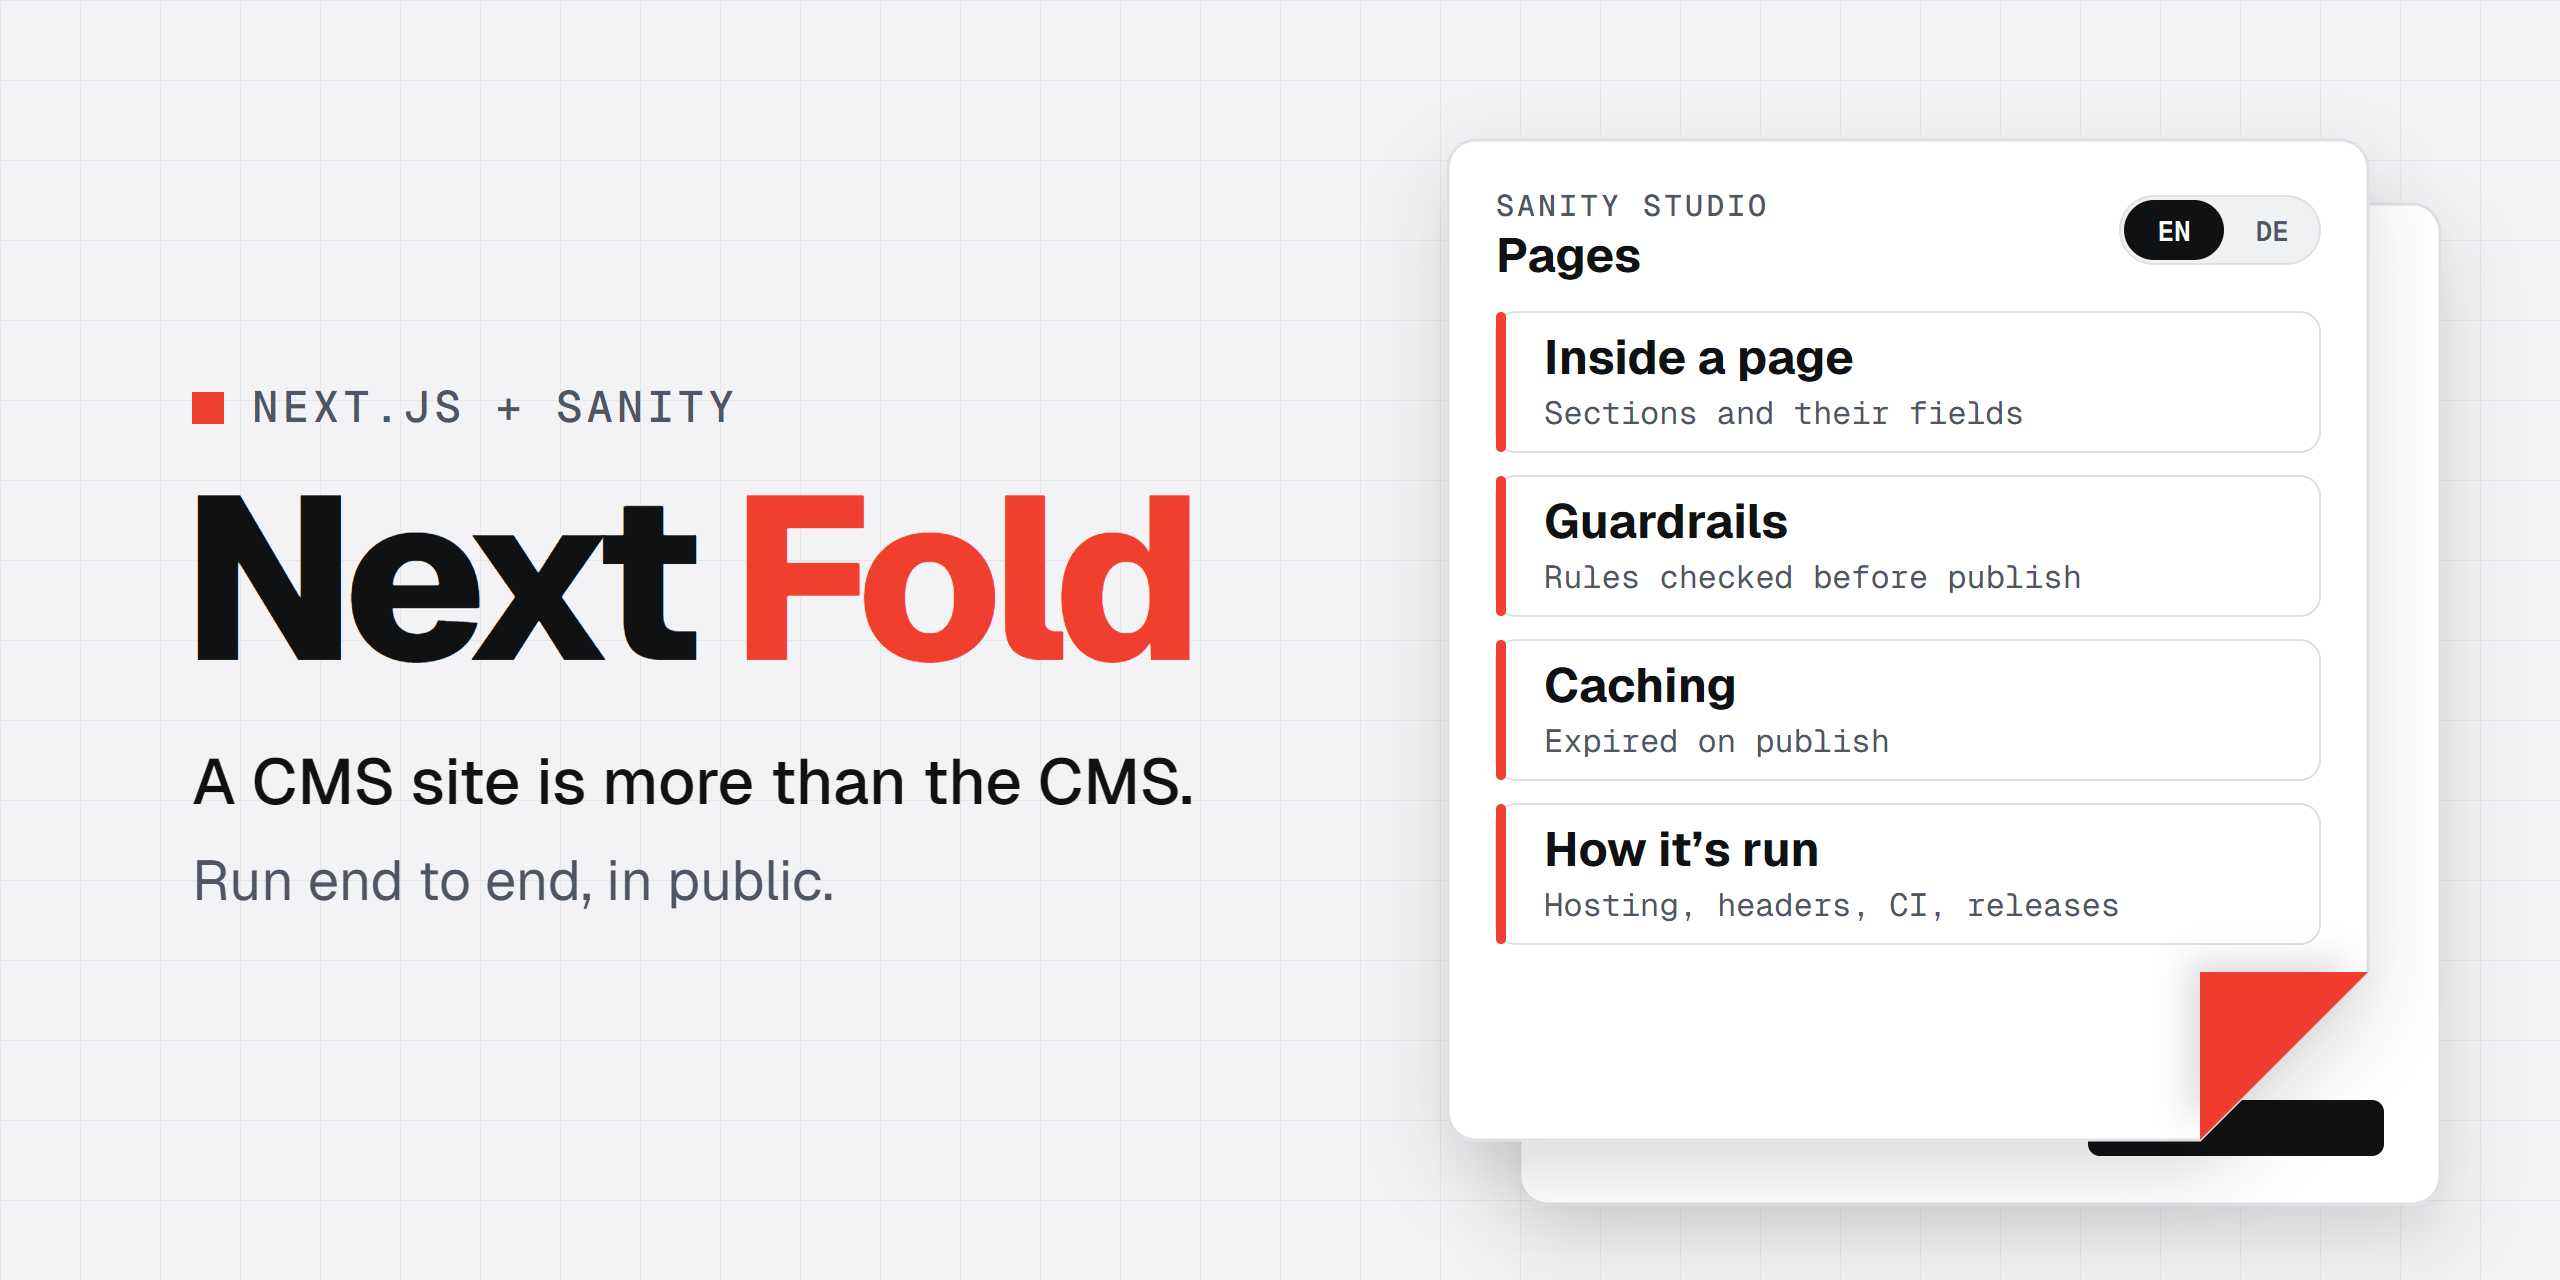 NEXT.JS + SANITY
Next Fold
A CMS site is more than the CMS.
Run end to end, in public.
SANITY STUDIO
Pages
EN DE
Inside a page
Sections and their fields
Guardrails
Rules checked before publish
Caching
Expired on publish
How it’s run
Hosting, headers, CI, releases